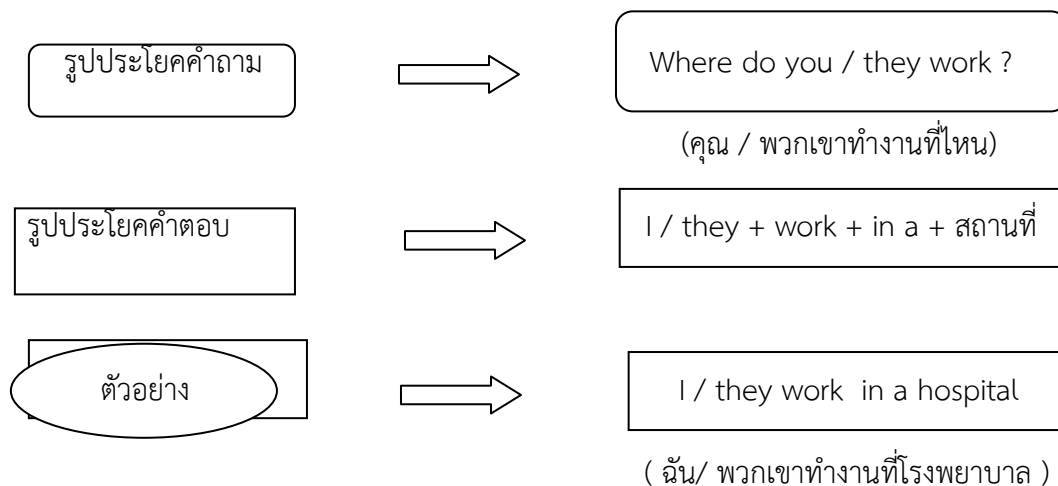 รูปประโยคคำถาม
Where do you / they work ?
(คุณ / พวกเขาทำงานที่ไหน)
รูปประโยคคำตอบ
I / they + work + in a + สถานที่
ตัวอย่าง
I / they work in a hospital
( ฉัน/ พวกเขาทำงานที่โรงพยาบาล )